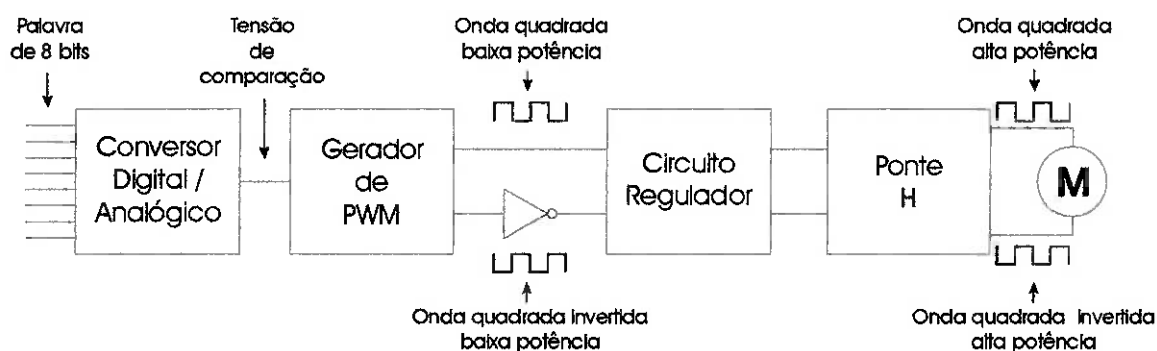 Palavra
de 8 bits
Tensão
de
comparação
Onda quadrada
baixa potência
Onda quadrada
alta potência
Conversor
Digital /
Analógico
Gerador
de
PWM
Circuito
Regulador
Ponte
H
M
Onda quadrada invertida
baixa potência
Onda quadrada invertida
alta potência